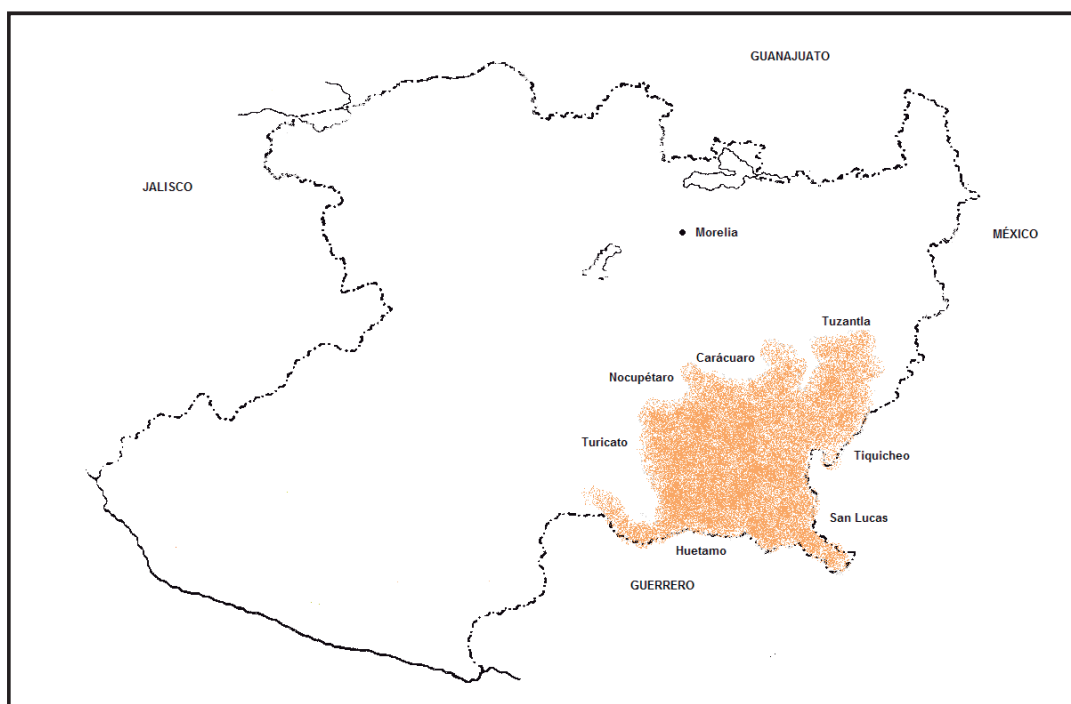 GUANAJUATO
JALISCO
Morelia
MÉXICO
Tuzantla
Carácuaro
Nocupétaro
Turicato
Tiquicheo
San Lucas
Huetamo
GUERRERO